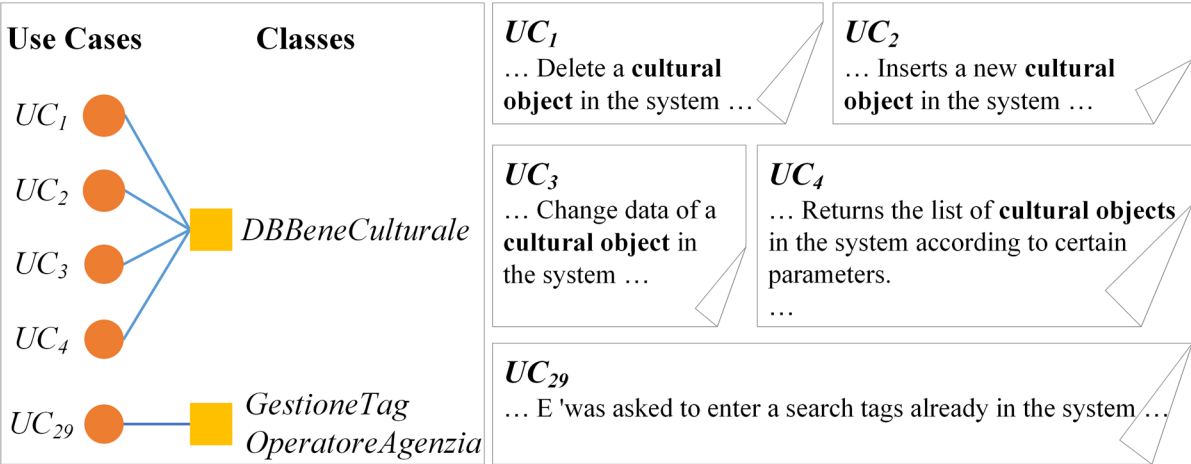 Use Cases
Classes
UC1
UC2
UC3
UC4
UC29
DBBeneCulturale
GestioneTag
OperatoreAgenzia
UC1
… Delete a cultural
object in the system …
UC2
… Inserts a new cultural
object in the system …
UC3
… Change data of a
cultural object in
the system …
UC4
… Returns the list of cultural objects
in the system according to certain
parameters.
…
UC29
… E 'was asked to enter a search tags already in the system …